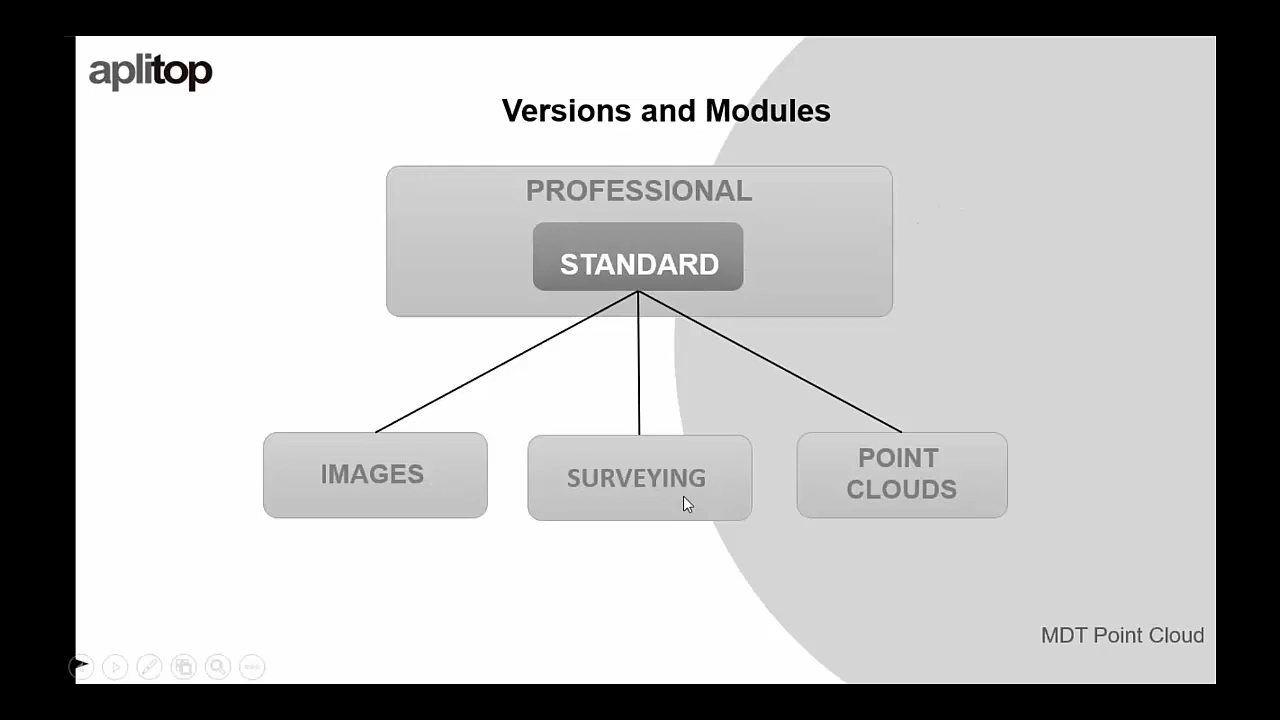 aplitop
Versions and Modules
PROFESSIONAL
STANDARD
IMAGES
SURVEYING
POINT
CLOUDS
MDT Point Cloud